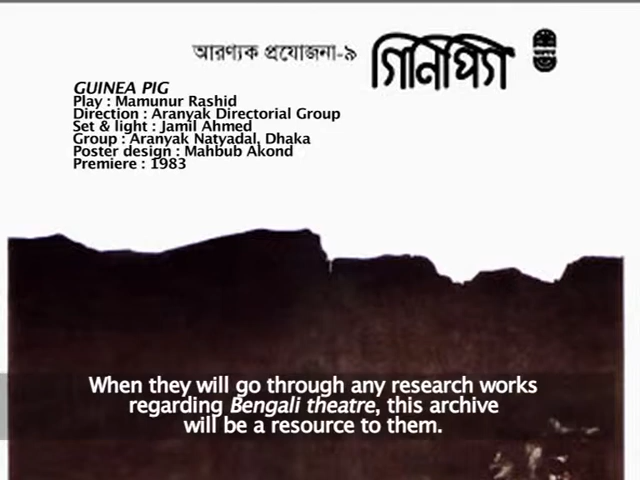 আরণ্যক প্রযোজনা-৯ গিনিপিগ
GUINEA PIG
Play : Mamunur Rashid
Direction : Aranyak Directorial Group
Set & light : Jamil Ahmed
Group : Aranyak Natyadal, Dhaka
Poster design : Mahbub Akond
Premiere : 1983
When they will go through any research works
regarding Bengali theatre, this archive
will be a resource to them.